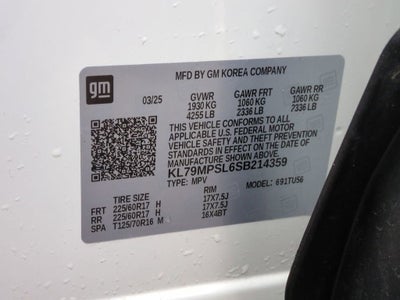 gm
MFD BY GM KOREA COMPANY
03/25 GVWR GAWR FRT GAWR RR
1930 KG 1060 KG 1060 KG
4255 LB 2336 LB 2336 LB
THIS VEHICLE CONFORMS TO ALL
APPLICABLE U.S. FEDERAL MOTOR
VEHICLE SAFETY AND THEFT PREVENTION
STANDARDS IN EFFECT ON THE DATE OF
MANUFACTURE SHOWN ABOVE.
KL79MPSL6SB214259
TYPE: MPV MODEL: 691TU56
TIRE SIZE RIM
FRT 225/60R17 H 17X7.5J
RR 225/60R17 H 17X7.5J
SPA T125/70R16 M 16X4BT